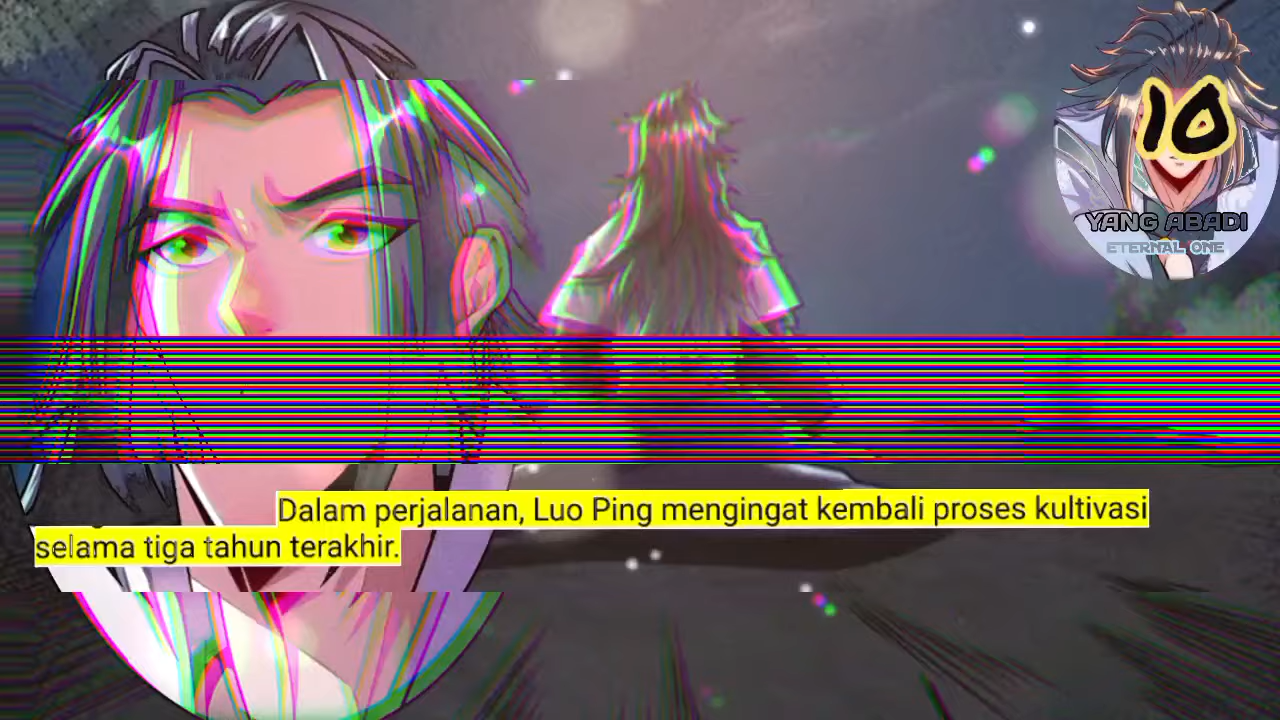 10
YANG ABADI
ETERNAL ONE
Dalam perjalanan, Luo Ping mengingat kembali proses kultivasi
selama tiga tahun terakhir.